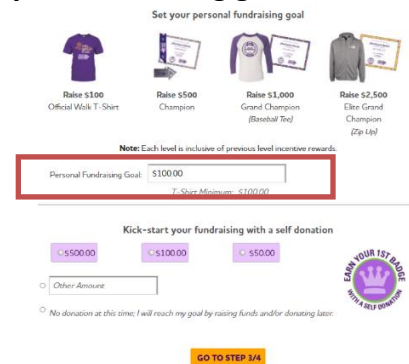 Set your personal fundraising goal
Raise $100
Official Walk T-Shirt
Raise $500
Champion
Raise $1,000
Grand Champion
(Baseball Tee)
Raise $2,500
Elite Grand
Champion
(Zip Up)
Note: Each level is inclusive of previous level incentive rewards.
Personal Fundraising Goal: $100.00
T-Shirt Minimum: $100.00
Kick-start your fundraising with a self donation
$500.00
$100.00
$50.00
Other Amount
No donation at this time; I will reach my goal by raising funds and/or donating later.
EARN YOUR 1ST BADGE
WITH A SELF DONATION
GO TO STEP 3/4